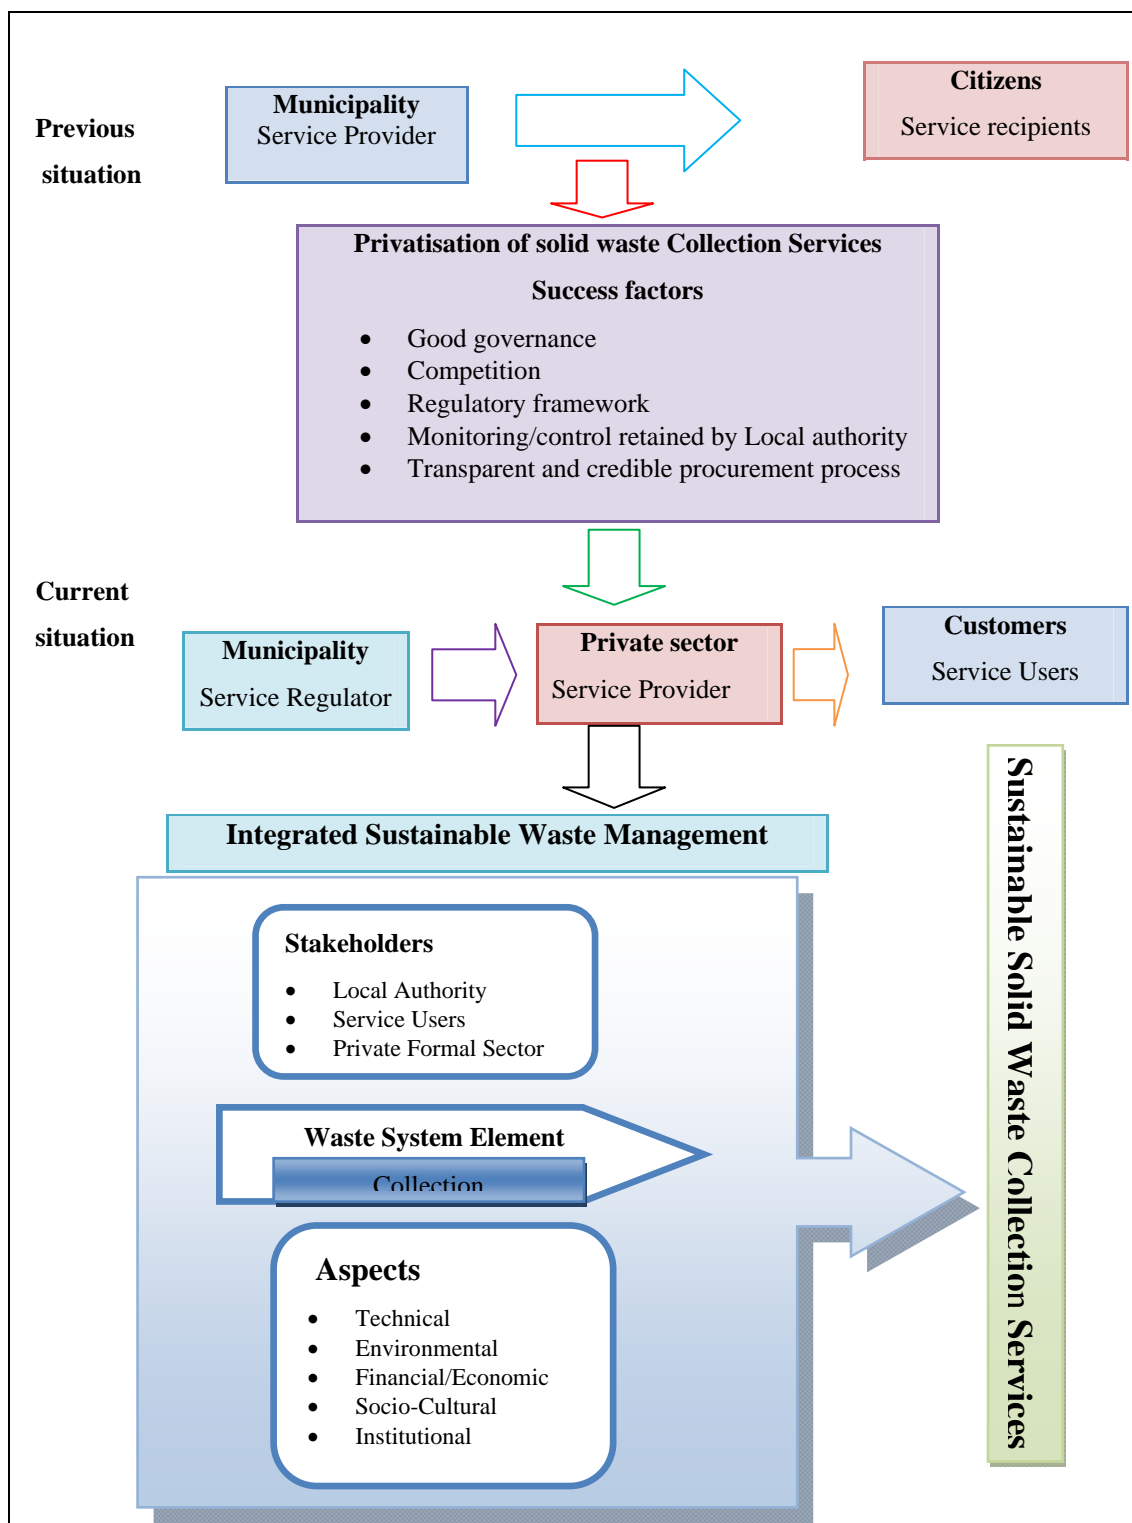 Previous
situation
Municipality
Service Provider
Citizens
Service recipients
Privatisation of solid waste Collection Services
Success factors
• Good governance
• Competition
• Regulatory framework
• Monitoring/control retained by Local authority
• Transparent and credible procurement process
Current
situation
Municipality
Service Regulator
Private sector
Service Provider
Customers
Service Users
Integrated Sustainable Waste Management
Stakeholders
• Local Authority
• Service Users
• Private Formal Sector
Waste System Element
Collection
Aspects
• Technical
• Environmental
• Financial/Economic
• Socio-Cultural
• Institutional
Sustainable Solid Waste Collection Services